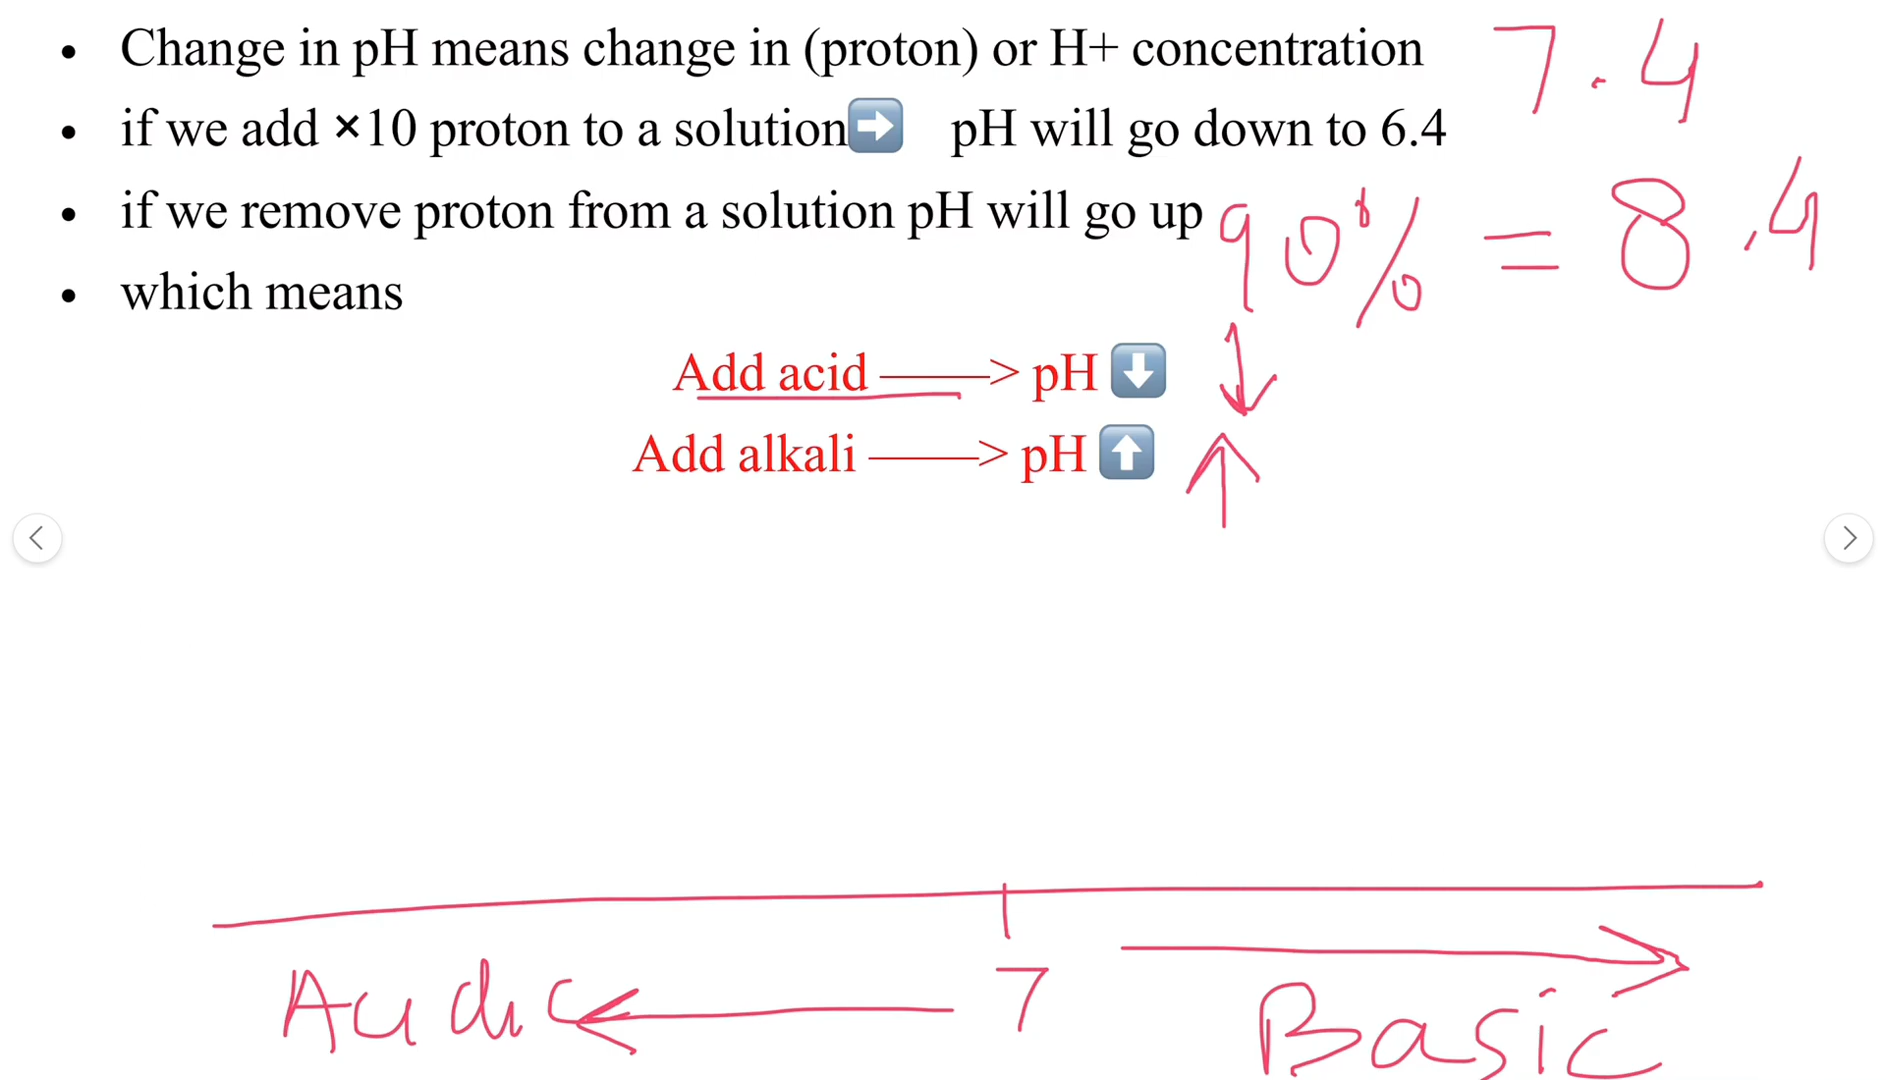 • Change in pH means change in (proton) or H+ concentration 7.4
• if we add ×10 proton to a solution➡️ pH will go down to 6.4
• if we remove proton from a solution pH will go up 90% = 8.4
• which means
Add acid ——> pH ⬇️ ↓
Add alkali ——> pH ⬆️ ↑
7
Acidic ← → Basic